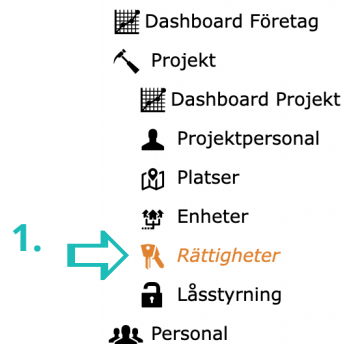 Dashboard Företag
Projekt
Dashboard Projekt
Projektpersonal
Platser
Enheter
1.
Rättigheter
Låsstyrning
Personal